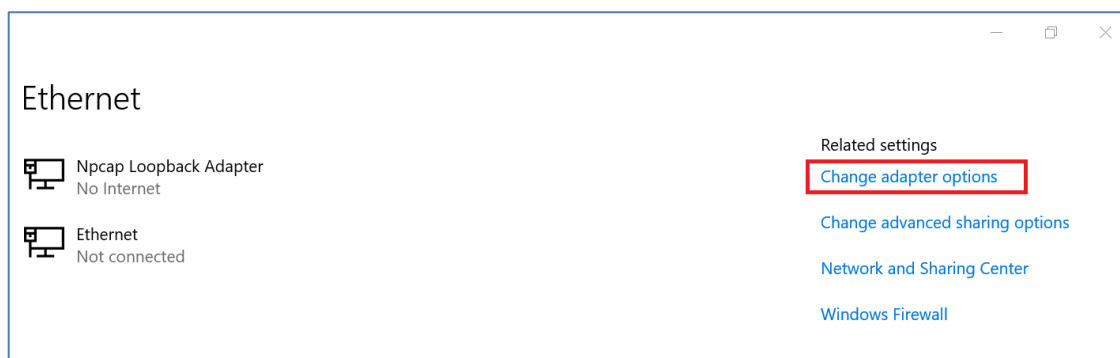 Ethernet
Npcap Loopback Adapter
No Internet
Ethernet
Not connected
Related settings
Change adapter options
Change advanced sharing options
Network and Sharing Center
Windows Firewall